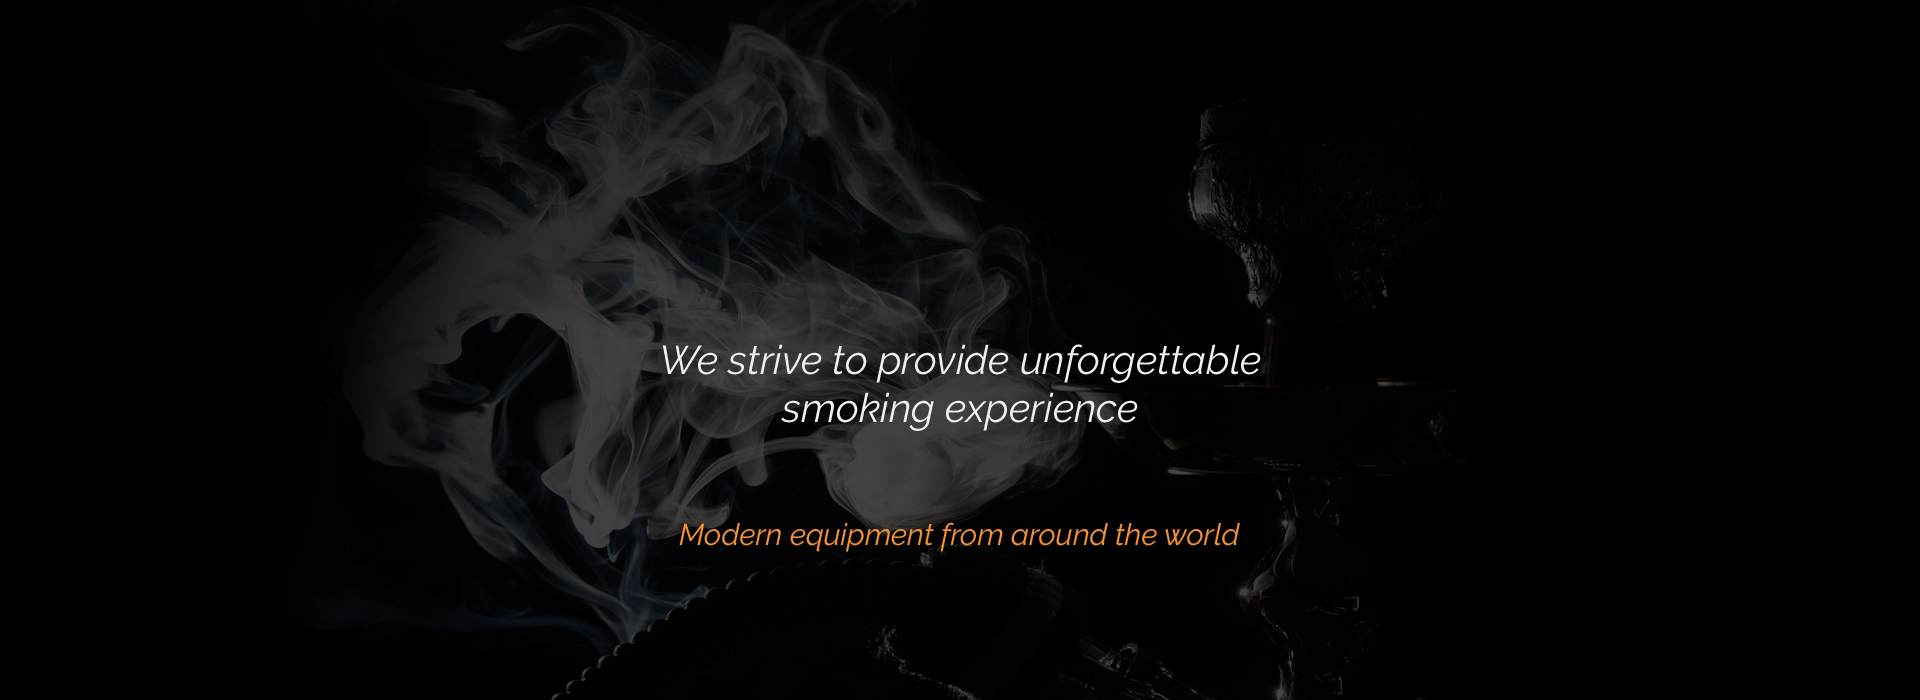 We strive to provide unforgettable
smoking experience
Modern equipment from around the world